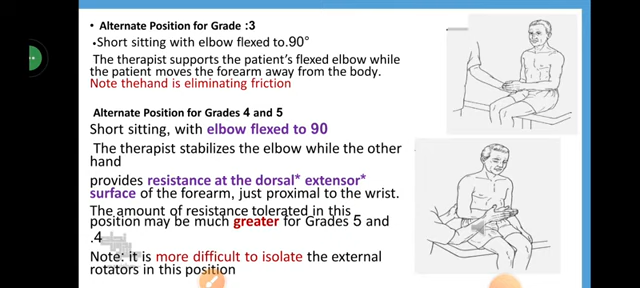 • Alternate Position for Grade :3
•Short sitting with elbow flexed to.90°
The therapist supports the patient's flexed elbow while
the patient moves the forearm away from the body.
Note thehand is eliminating friction
Alternate Position for Grades 4 and 5
Short sitting, with elbow flexed to 90
The therapist stabilizes the elbow while the other
hand
provides resistance at the dorsal* extensor*
surface of the forearm, just proximal to the wrist.
The amount of resistance tolerated in this
position may be much greater for Grades 5 and
.4
Note: it is more difficult to isolate the external
rotators in this position